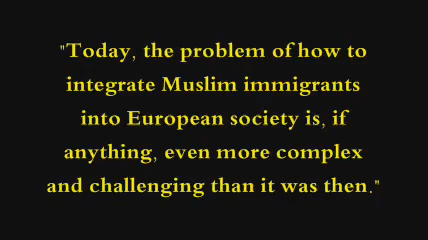 "Today, the problem of how to
integrate Muslim immigrants
into European society is, if
anything, even more complex
and challenging than it was then."